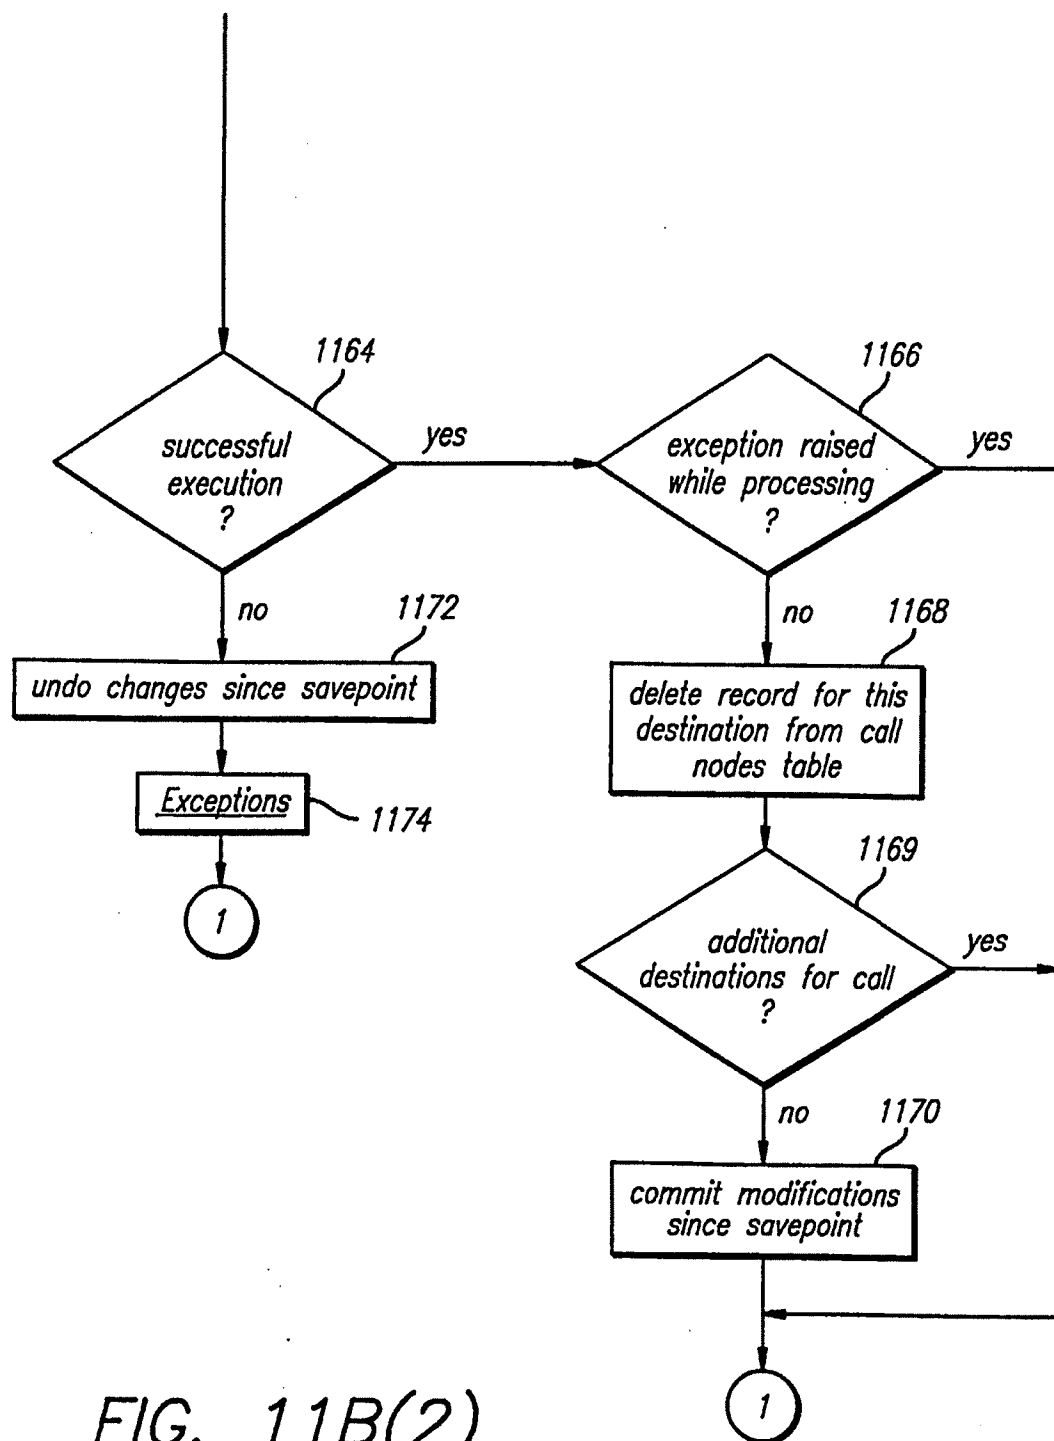 1164
successful
execution
?
yes
1166
exception raised
while processing
?
yes
no
1172
undo changes since savepoint
Exceptions
1174
1
no
1168
delete record for this
destination from call
nodes table
1169
additional
destinations for call
?
yes
no
1170
commit modifications
since savepoint
1
FIG. 11B(2)